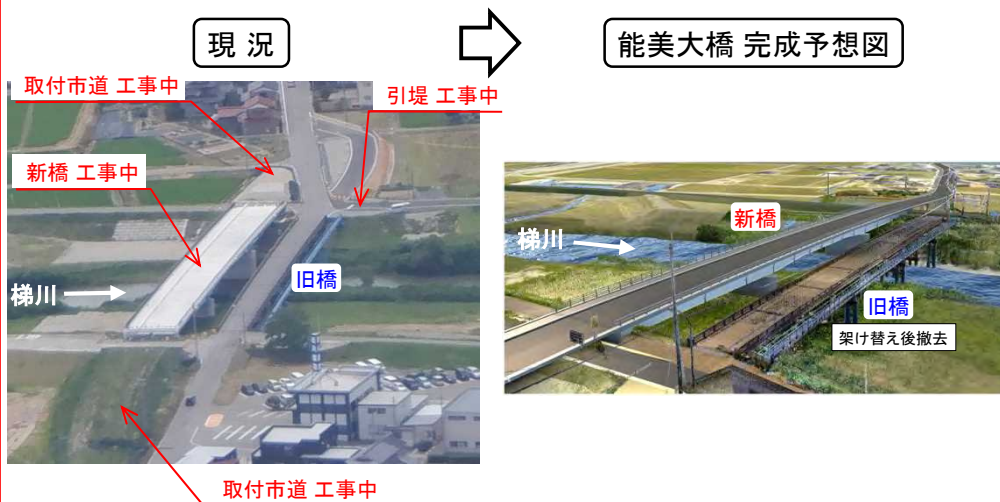 現 況
能美大橋 完成予想図
取付市道 工事中
引堤 工事中
新橋 工事中
旧橋
梯川
取付市道 工事中
新橋
梯川
旧橋
架け替え後撤去